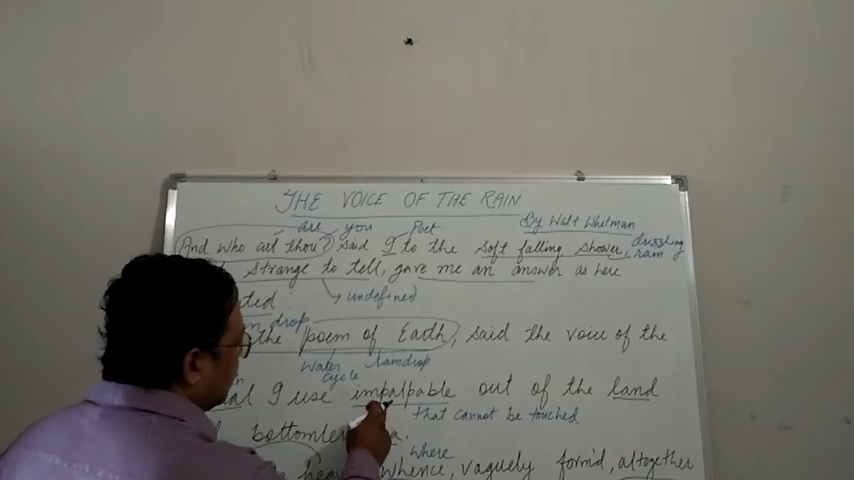 THE VOICE OF THE RAIN
By Walt Whitman
are you Poet
And who art thou? said I to the soft falling shower, drizzling rain
strange to tell, gave me an answer as here
undefined
drop
the poem of Earth, said the voice of the
Water cycle raindrop
I use impalpable out of the land
that cannot be touched
where
whence, vaguely form'd, altogether